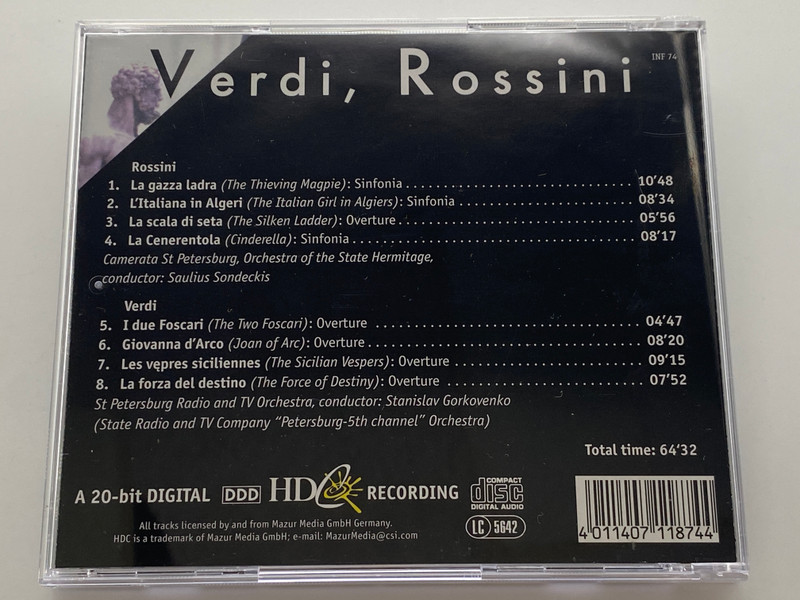 Verdi, Rossini
INF 74
Rossini
1. La gazza ladra (The Thieving Magpie): Sinfonia 10'48
2. L'Italiana in Algeri (The Italian Girl in Algiers): Sinfonia 08'34
3. La scala di seta (The Silken Ladder): Overture 05'56
4. La Cenerentola (Cinderella): Sinfonia 08'17
Camerata St Petersburg, Orchestra of the State Hermitage,
conductor: Saulius Sondeckis
Verdi
5. I due Foscari (The Two Foscari): Overture 04'47
6. Giovanna d'Arco (Joan of Arc): Overture 08'20
7. Les vepres siciliennes (The Sicilian Vespers): Overture 09'15
8. La forza del destino (The Force of Destiny): Overture 07'52
St Petersburg Radio and TV Orchestra, conductor: Stanislav Gorkovenko
(State Radio and TV Company "Petersburg-5th channel" Orchestra)
Total time: 64'32
A 20-bit DIGITAL DDD HDC RECORDING
COMPACT
disc
DIGITAL AUDIO
LC 5642
All tracks licensed by and from Mazur Media GmbH Germany.
HDC is a trademark of Mazur Media GmbH; e-mail: MazurMedia@csi.com
4 011407 118744